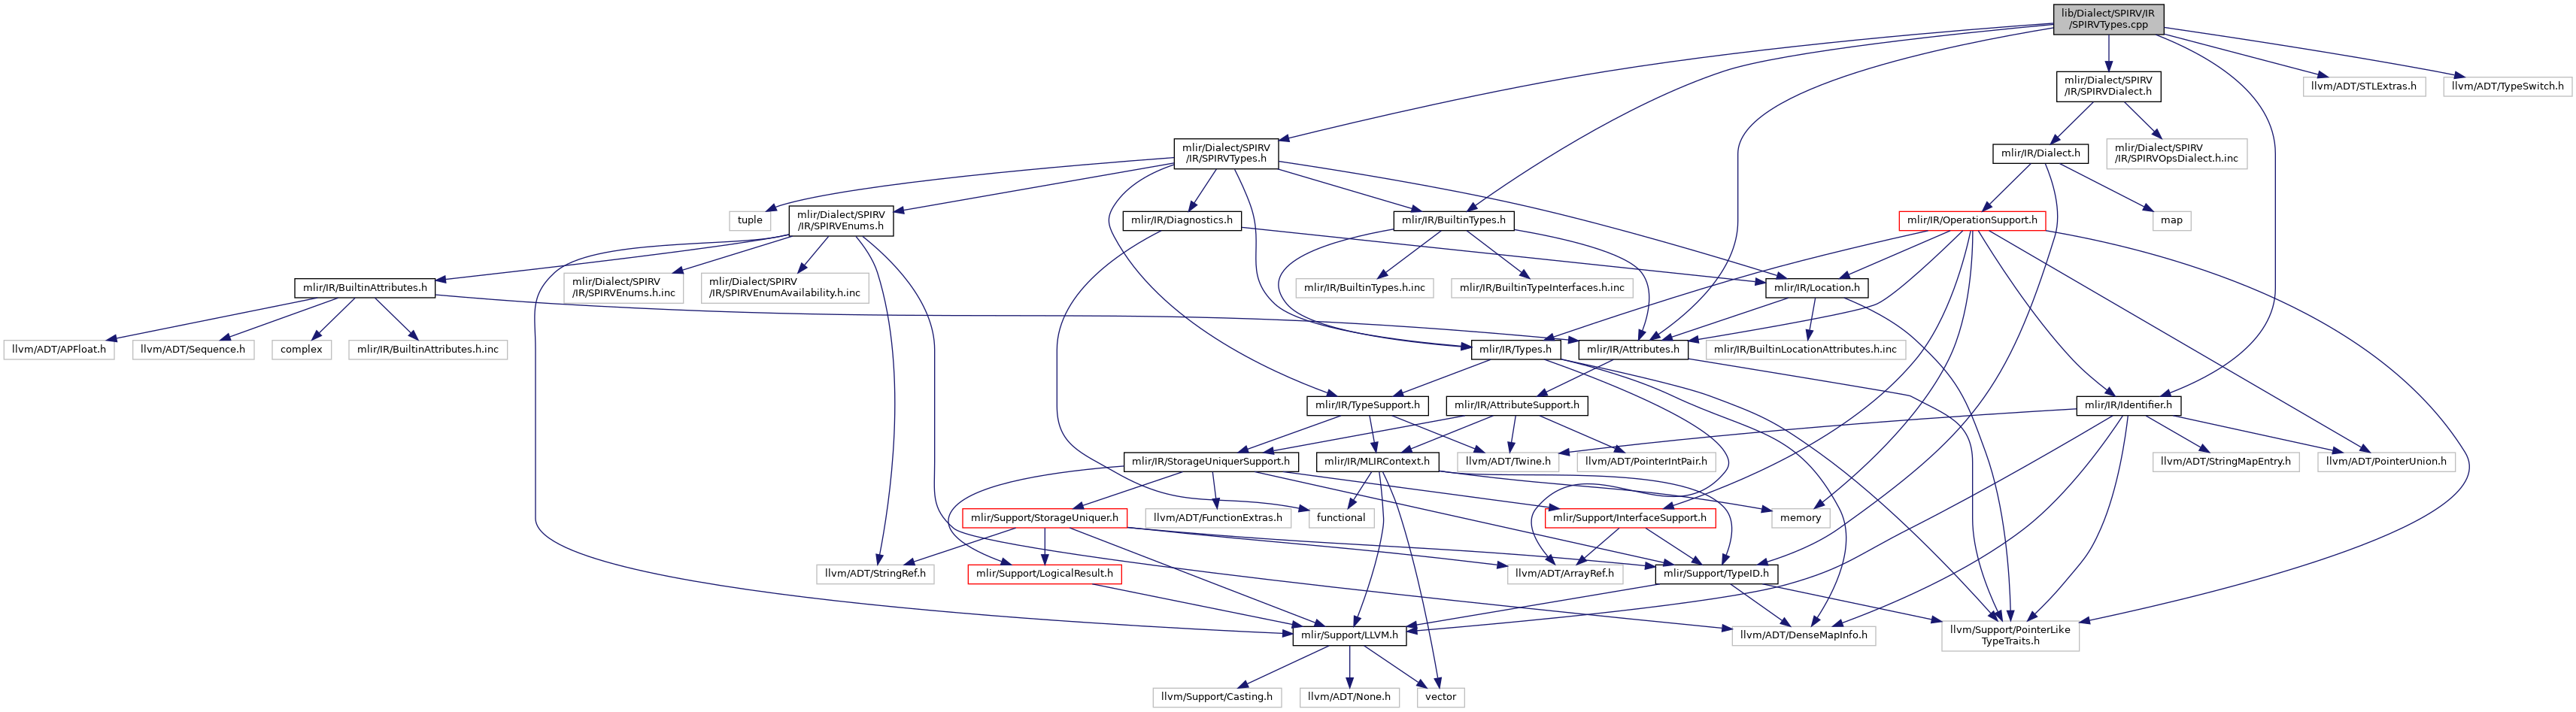 lib/Dialect/SPIRV/IR
/SPIRVTypes.cpp
mlir/Dialect/SPIRV
/IR/SPIRVDialect.h
llvm/ADT/STLExtras.h
llvm/ADT/TypeSwitch.h
mlir/Dialect/SPIRV
/IR/SPIRVTypes.h
mlir/IR/Dialect.h
mlir/Dialect/SPIRV
/IR/SPIRVOpsDialect.h.inc
tuple
mlir/Dialect/SPIRV
/IR/SPIRVEnums.h
mlir/IR/Diagnostics.h
mlir/IR/BuiltinTypes.h
mlir/IR/OperationSupport.h
map
mlir/IR/BuiltinAttributes.h
mlir/Dialect/SPIRV
/IR/SPIRVEnums.h.inc
mlir/Dialect/SPIRV
/IR/SPIRVEnumAvailability.h.inc
mlir/IR/BuiltinTypes.h.inc
mlir/IR/BuiltinTypeInterfaces.h.inc
mlir/IR/Location.h
llvm/ADT/APFloat.h
llvm/ADT/Sequence.h
complex
mlir/IR/BuiltinAttributes.h.inc
mlir/IR/Types.h
mlir/IR/Attributes.h
mlir/IR/BuiltinLocationAttributes.h.inc
mlir/IR/TypeSupport.h
mlir/IR/AttributeSupport.h
mlir/IR/Identifier.h
mlir/IR/StorageUniquerSupport.h
mlir/IR/MLIRContext.h
llvm/ADT/Twine.h
llvm/ADT/PointerIntPair.h
llvm/ADT/StringMapEntry.h
llvm/ADT/PointerUnion.h
mlir/Support/StorageUniquer.h
llvm/ADT/FunctionExtras.h
functional
mlir/Support/InterfaceSupport.h
memory
llvm/ADT/StringRef.h
mlir/Support/LogicalResult.h
llvm/ADT/ArrayRef.h
mlir/Support/TypeID.h
mlir/Support/LLVM.h
llvm/ADT/DenseMapInfo.h
llvm/Support/PointerLike
TypeTraits.h
llvm/Support/Casting.h
llvm/ADT/None.h
vector